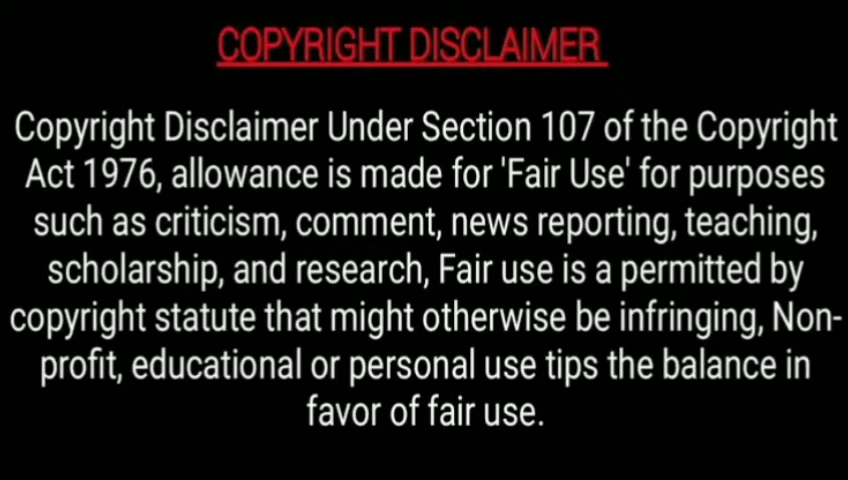 COPYRIGHT DISCLAIMER
Copyright Disclaimer Under Section 107 of the Copyright
Act 1976, allowance is made for 'Fair Use' for purposes
such as criticism, comment, news reporting, teaching,
scholarship, and research, Fair use is a permitted by
copyright statute that might otherwise be infringing, Non-
profit, educational or personal use tips the balance in
favor of fair use.